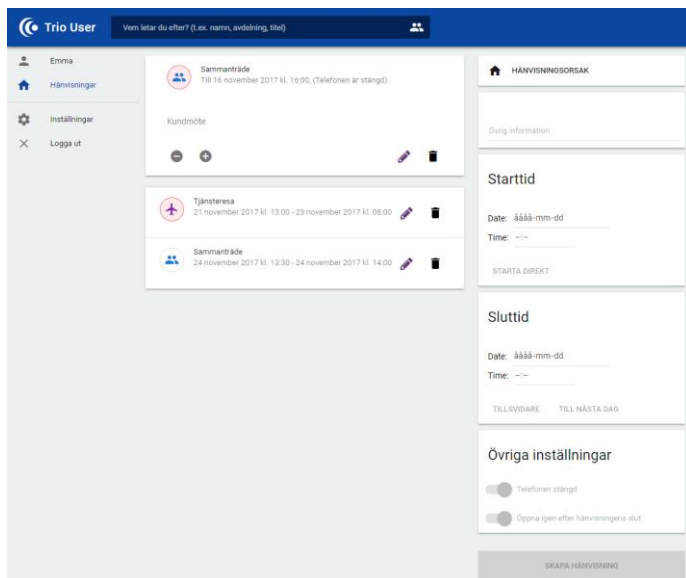 Trio User
Vem letar du efter? (t.ex. namn, avdelning, titel)
Emma
Hänvisningar
Inställningar
Logga ut
Sammanträde
Till 16 november 2017 kl. 16:00, (Telefonen är stängd)
Kundmöte
Tjänsteresa
21 november 2017 kl. 13:00 - 23 november 2017 kl. 08:00
Sammanträde
24 november 2017 kl. 13:30 - 24 november 2017 kl. 14:00
HÄNVISNINGSORSAK
Övrig information
Starttid
Date: åååå-mm-dd
Time: --:--
STARTA DIREKT
Sluttid
Date: åååå-mm-dd
Time: --:--
TILLSVIDARE TILL NÄSTA DAG
Övriga inställningar
Telefonen stängd
Öppna igen efter hänvisningens slut
SKAPA HÄNVISNING